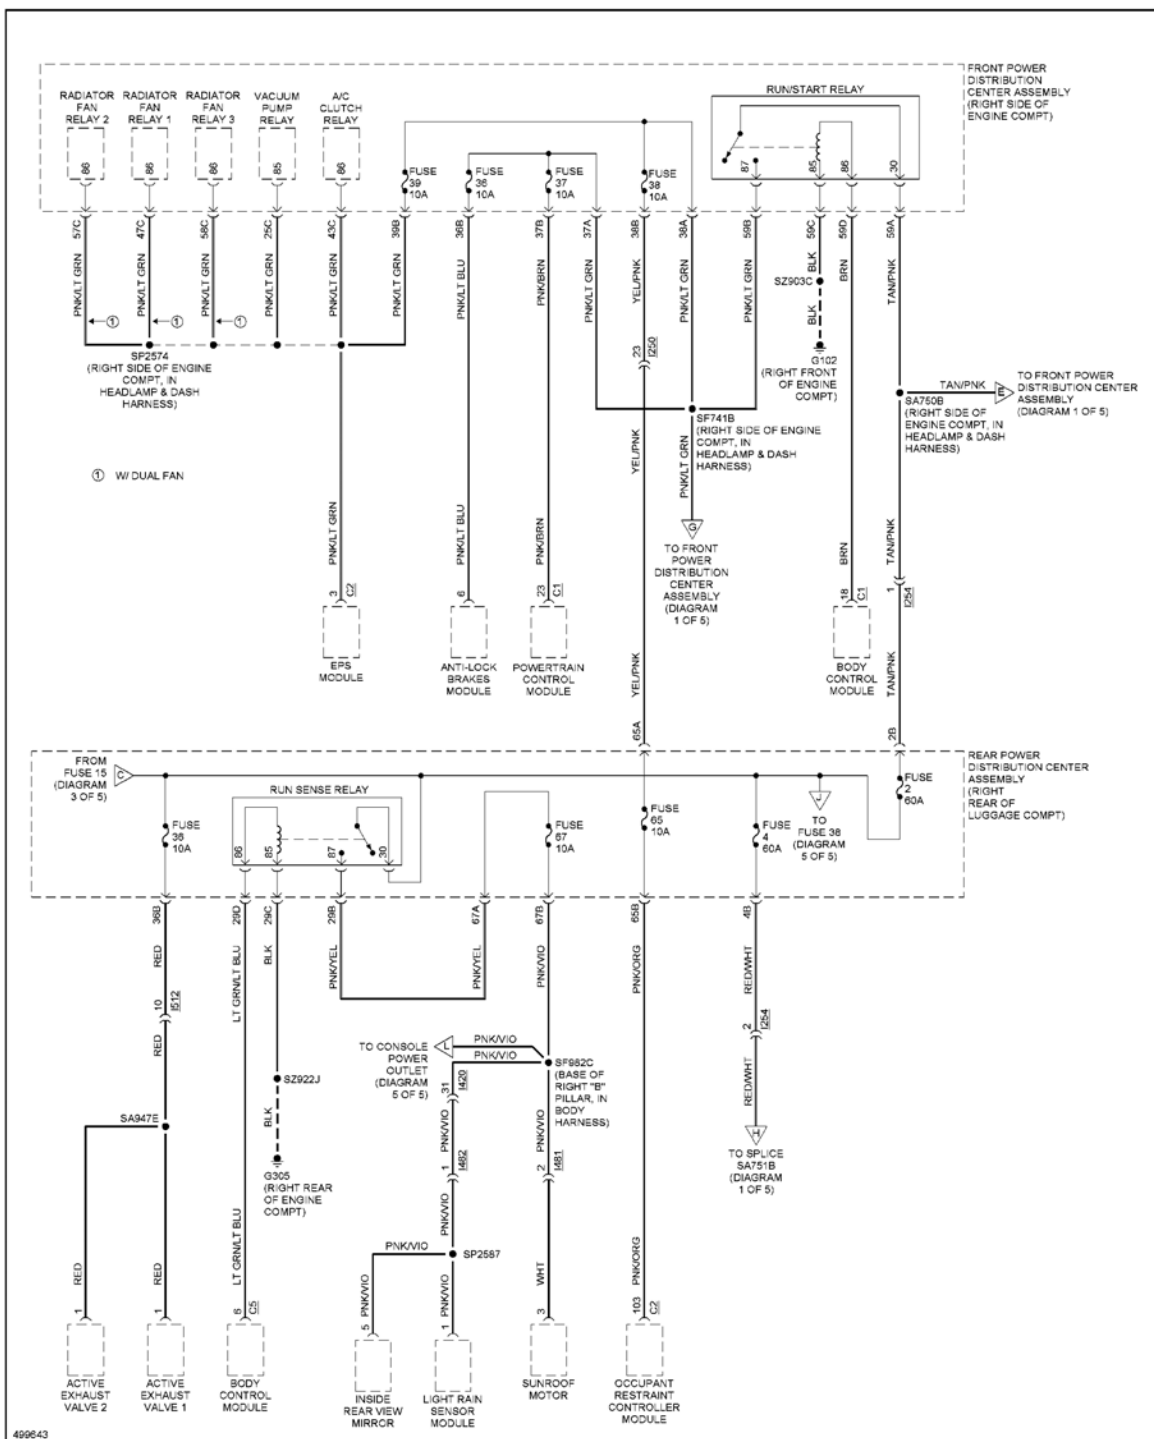 FRONT POWER
DISTRIBUTION
CENTER ASSEMBLY
(RIGHT SIDE OF
ENGINE COMPT)
RADIATOR
FAN
RELAY 2
RADIATOR
FAN
RELAY 1
RADIATOR
FAN
RELAY 3
VACUUM
PUMP
RELAY
A/C
CLUTCH
RELAY
RUN/START RELAY
86
86
86
85
86
FUSE
39
10A
FUSE
36
10A
FUSE
37
10A
FUSE
38
10A
87
85
86
30
57C
47C
58C
25C
43C
39B
36B
37B
37A
38B
38A
59B
59C
59D
59A
PNK/LT GRN
PNK/LT GRN
PNK/LT GRN
PNK/LT GRN
PNK/LT GRN
PNK/LT GRN
PNK/LT BLU
PNK/BRN
PNK/LT GRN
YEL/PNK
PNK/LT GRN
PNK/LT GRN
BLK
BRN
TAN/PNK
SZ903C
BLK
1
1
1
SP2574
(RIGHT SIDE OF ENGINE
COMPT, IN
HEADLAMP & DASH
HARNESS)
23
I250
G102
(RIGHT FRONT
OF ENGINE
COMPT)
TAN/PNK
E
TO FRONT POWER
DISTRIBUTION CENTER
ASSEMBLY
(DIAGRAM 1 OF 5)
SA750B
(RIGHT SIDE OF
ENGINE COMPT, IN
HEADLAMP & DASH
HARNESS)
SF741B
(RIGHT SIDE OF ENGINE
COMPT, IN
HEADLAMP & DASH
HARNESS)
YEL/PNK
PNK/LT GRN
1 W/ DUAL FAN
G
TO FRONT
POWER
DISTRIBUTION
CENTER
ASSEMBLY
(DIAGRAM
1 OF 5)
PNK/LT GRN
PNK/LT BLU
PNK/BRN
BRN
TAN/PNK
3
C2
6
23
C1
18
C1
1
I254
EPS
MODULE
ANTI-LOCK
BRAKES
MODULE
POWERTRAIN
CONTROL
MODULE
BODY
CONTROL
MODULE
YEL/PNK
TAN/PNK
65A
2B
REAR POWER
DISTRIBUTION CENTER
ASSEMBLY
(RIGHT
REAR OF
LUGGAGE COMPT)
FROM
FUSE 15
(DIAGRAM
3 OF 5)
C
RUN SENSE RELAY
FUSE
36
10A
86
85
87
30
FUSE
67
10A
FUSE
65
10A
FUSE
4
60A
J
TO
FUSE 38
(DIAGRAM
5 OF 5)
FUSE
2
60A
36B
29D
29C
29B
67A
67B
65B
4B
RED
LT GRN/LT BLU
BLK
PNK/YEL
PNK/YEL
PNK/VIO
PNK/ORG
RED/WHT
10
I512
RED
2
I254
RED/WHT
TO CONSOLE
POWER
OUTLET
(DIAGRAM
5 OF 5)
L
PNK/VIO
PNK/VIO
SF982C
(BASE OF
RIGHT "B"
PILLAR, IN
BODY
HARNESS)
31
I420
SZ922J
BLK
SA947E
PNK/VIO
PNK/VIO
H
TO SPLICE
SA751B
(DIAGRAM
1 OF 5)
1
I482
2
I481
G305
(RIGHT REAR
OF ENGINE
COMPT)
PNK/VIO
PNK/VIO
SP2587
RED
RED
LT GRN/LT BLU
PNK/VIO
PNK/VIO
WHT
PNK/ORG
1
1
6
C5
5
1
3
103
C2
ACTIVE
EXHAUST
VALVE 2
ACTIVE
EXHAUST
VALVE 1
BODY
CONTROL
MODULE
INSIDE
REAR VIEW
MIRROR
LIGHT RAIN
SENSOR
MODULE
SUNROOF
MOTOR
OCCUPANT
RESTRAINT
CONTROLLER
MODULE
499643